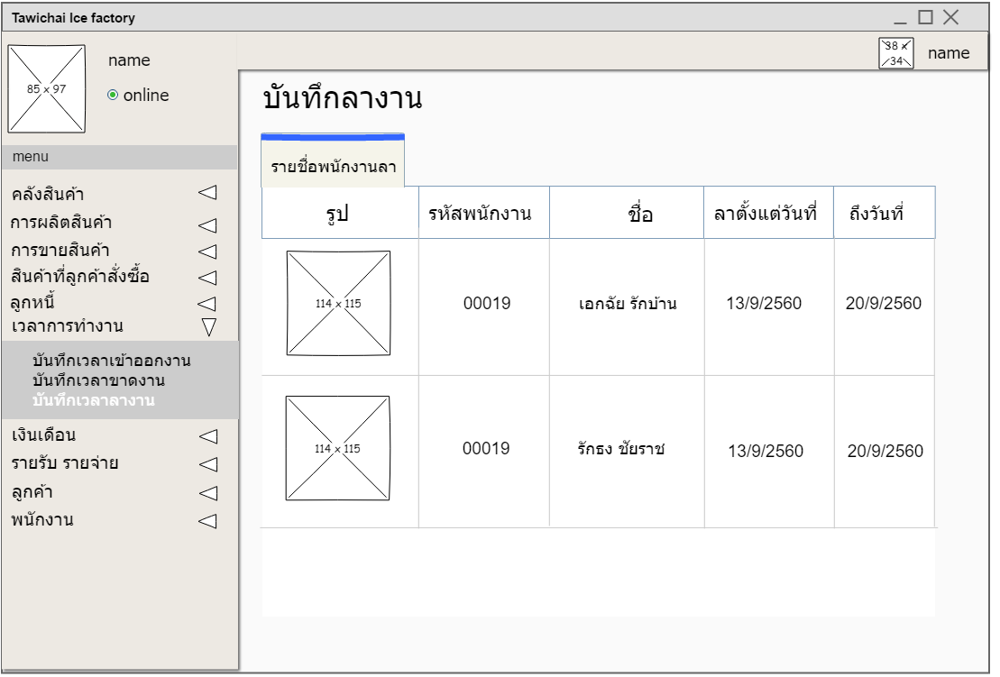 Tawichai Ice factory
85 x 97
name
online
38 x
34
name
menu
คลังสินค้า
การผลิตสินค้า
การขายสินค้า
สินค้าที่ลูกค้าสั่งซื้อ
ลูกหนี้
เวลาการทำงาน
บันทึกเวลาเข้าออกงาน
บันทึกเวลาขาดงาน
บันทึกเวลาลางาน
เงินเดือน
รายรับ รายจ่าย
ลูกค้า
พนักงาน
บันทึกลางาน
รายชื่อพนักงานลา
รูป รหัสพนักงาน ชื่อ ลาตั้งแต่วันที่ ถึงวันที่
114 x 115 00019 เอกฉัย รักบ้าน 13/9/2560 20/9/2560
114 x 115 00019 รักธง ชัยราช 13/9/2560 20/9/2560